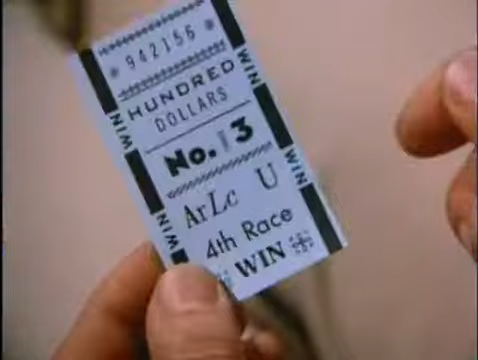 * 942156 *
HUNDRED
DOLLARS
No. 13
ArLc U
4th Race
WIN
WIN
WIN
WIN
WIN